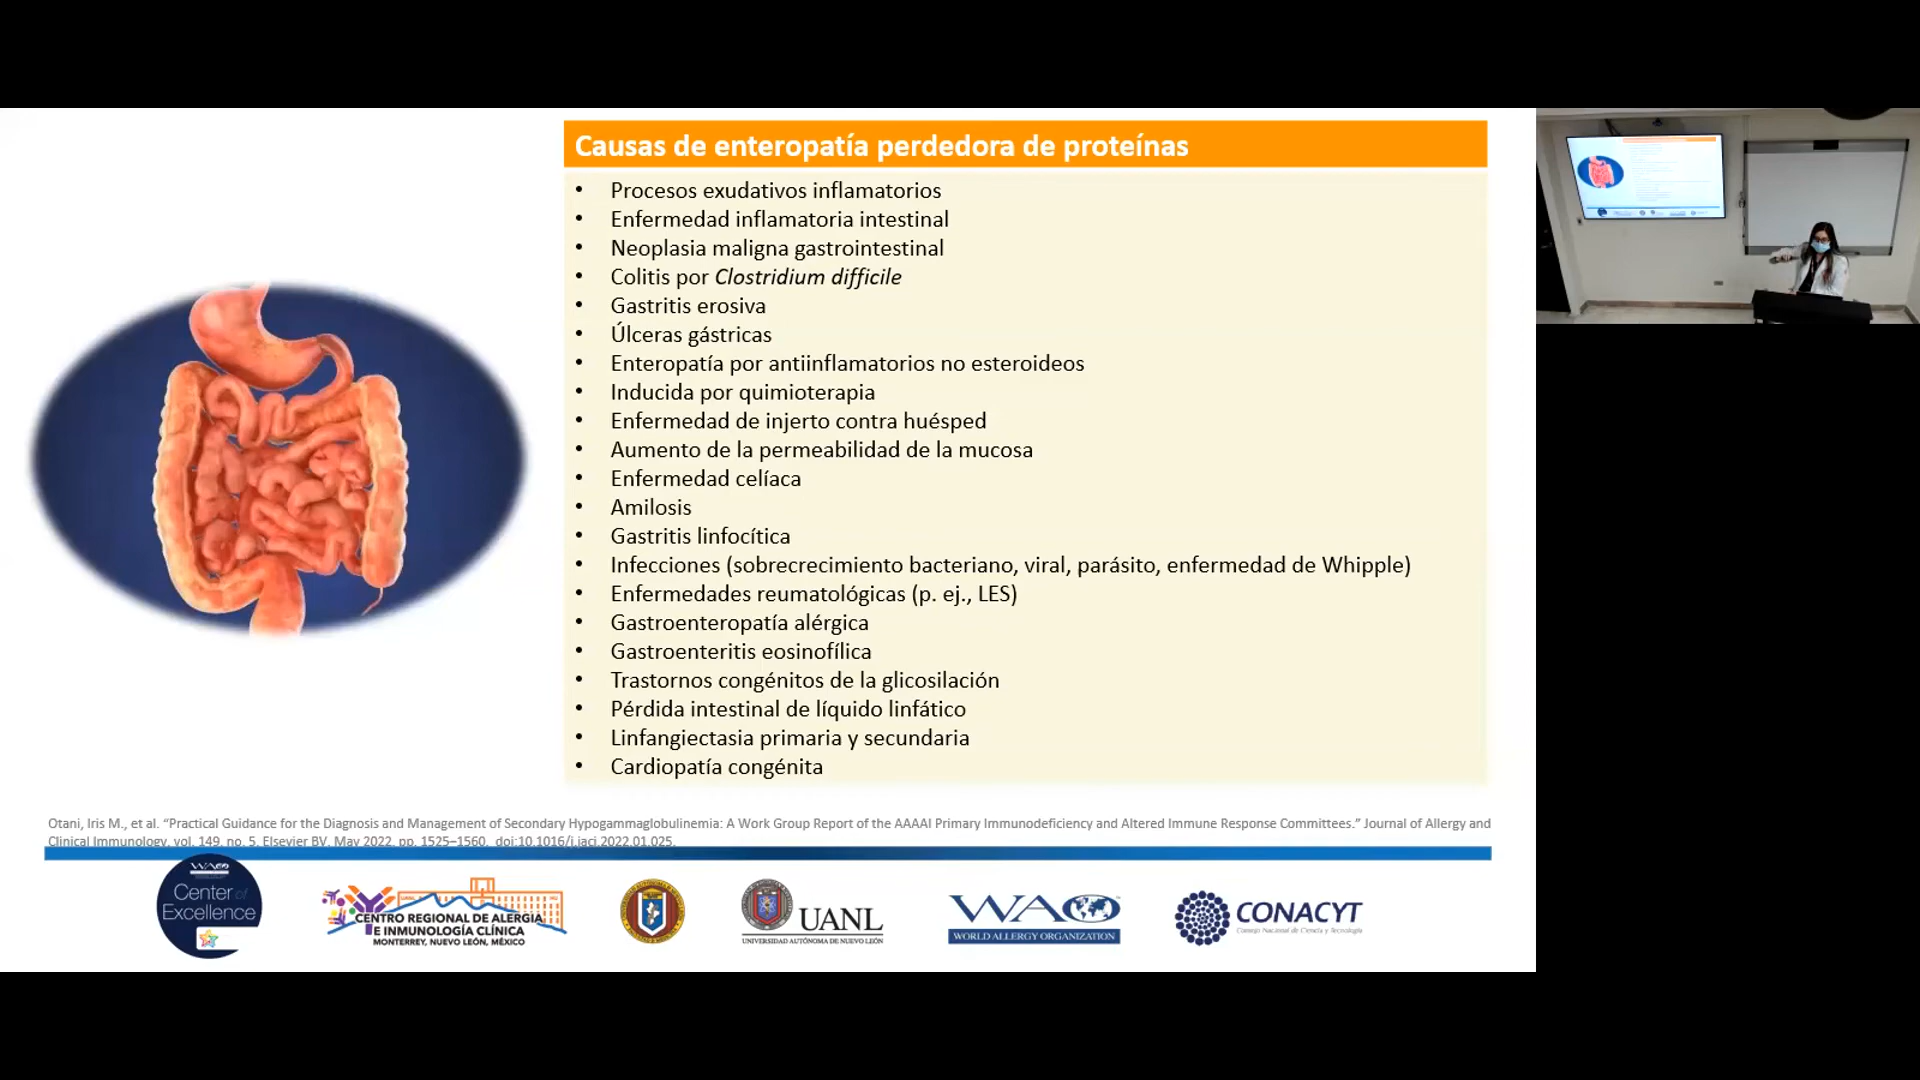 Causas de enteropatía perdedora de proteínas
• Procesos exudativos inflamatorios
• Enfermedad inflamatoria intestinal
• Neoplasia maligna gastrointestinal
• Colitis por Clostridium difficile
• Gastritis erosiva
• Úlceras gástricas
• Enteropatía por antiinflamatorios no esteroideos
• Inducida por quimioterapia
• Enfermedad de injerto contra huésped
• Aumento de la permeabilidad de la mucosa
• Enfermedad celíaca
• Amilosis
• Gastritis linfocítica
• Infecciones (sobrecrecimiento bacteriano, viral, parásito, enfermedad de Whipple)
• Enfermedades reumatológicas (p. ej., LES)
• Gastroenteropatía alérgica
• Gastroenteritis eosinofílica
• Trastornos congénitos de la glicosilación
• Pérdida intestinal de líquido linfático
• Linfangiectasia primaria y secundaria
• Cardiopatía congénita
Otani, Iris M., et al. “Practical Guidance for the Diagnosis and Management of Secondary Hypogammaglobulinemia: A Work Group Report of the AAAAI Primary Immunodeficiency and Altered Immune Response Committees.” Journal of Allergy and
Clinical Immunology, vol. 149, no. 5, Elsevier BV, May 2022, pp. 1525–1560, doi:10.1016/j.jaci.2022.01.025.
WAO
Center of
Excellence
CENTRO REGIONAL DE ALERGIA
E INMUNOLOGÍA CLÍNICA
MONTERREY, NUEVO LEÓN, MÉXICO
UANL
UNIVERSIDAD AUTÓNOMA DE NUEVO LEÓN
WAO
WORLD ALLERGY ORGANIZATION
CONACYT
Consejo Nacional de Ciencia y Tecnología